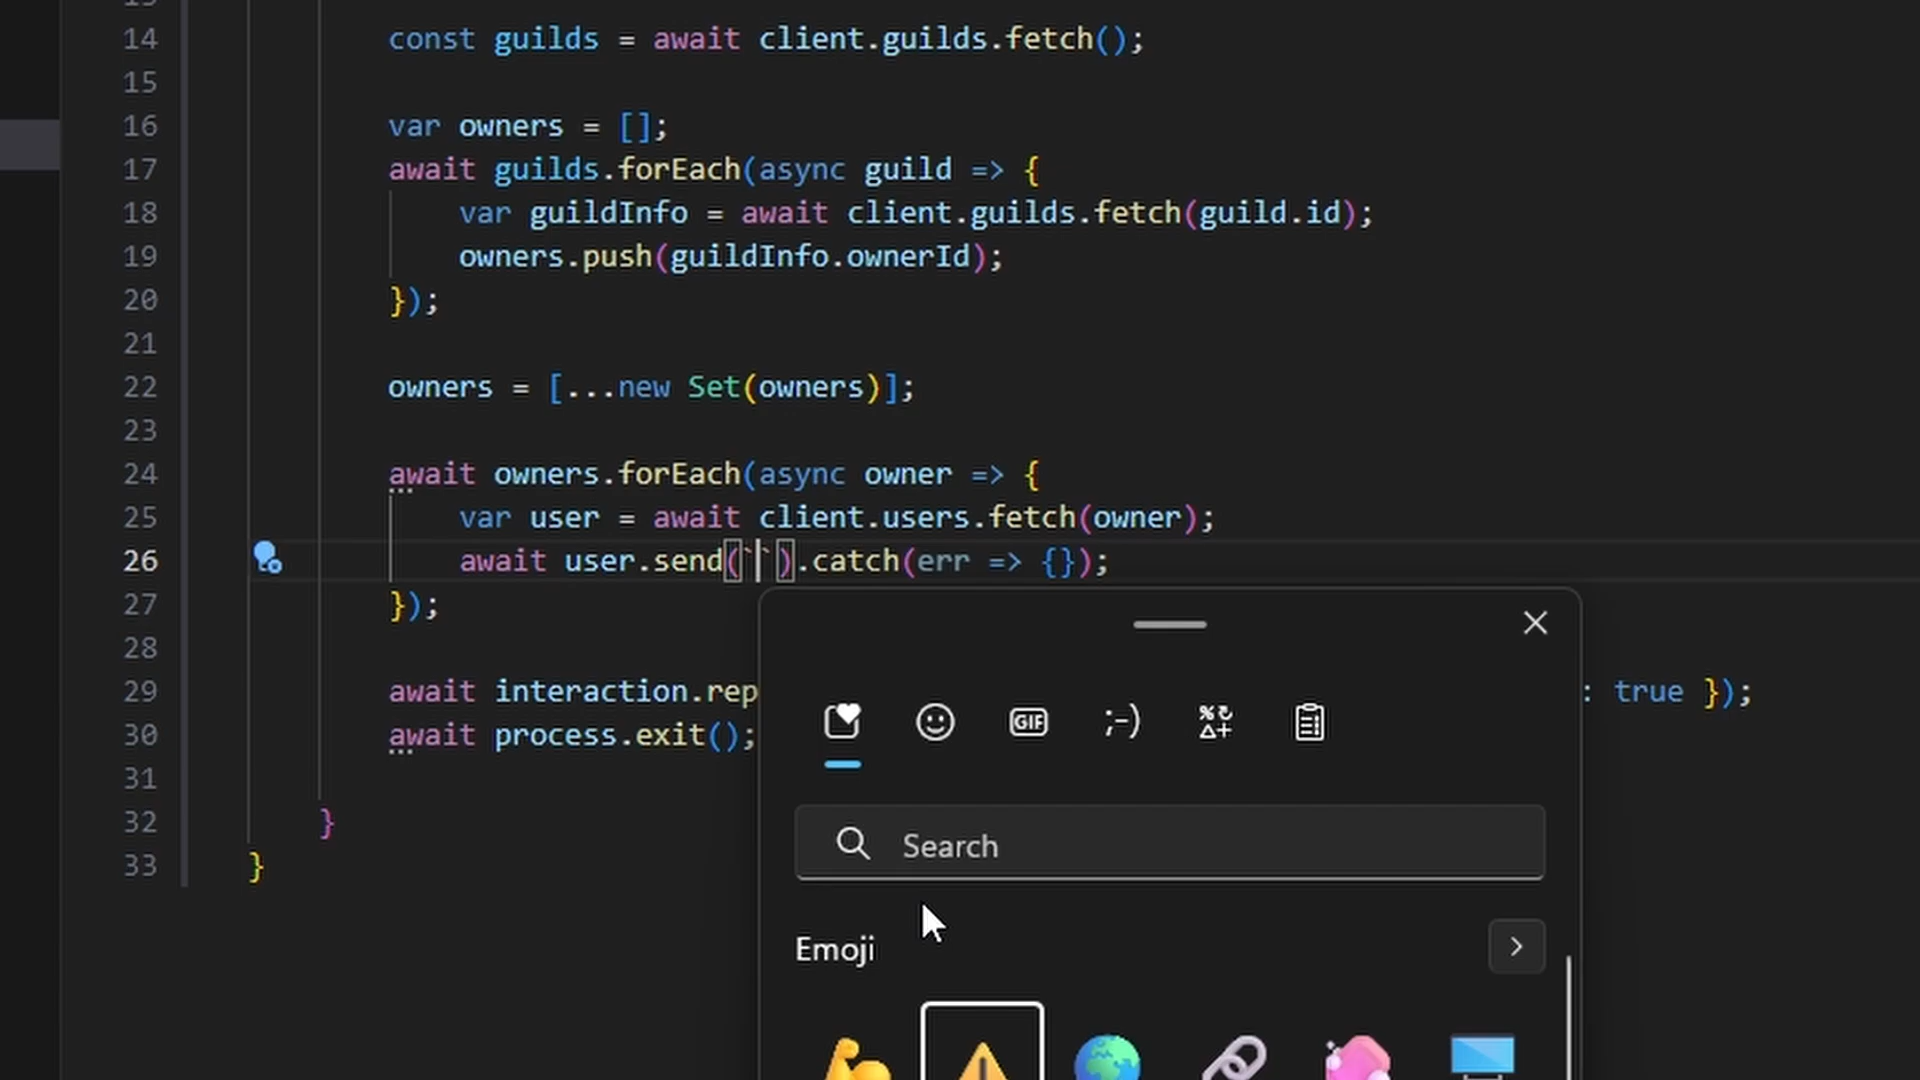 14 const guilds = await client.guilds.fetch();
15
16 var owners = [];
17 await guilds.forEach(async guild => {
18 var guildInfo = await client.guilds.fetch(guild.id);
19 owners.push(guildInfo.ownerId);
20 });
21
22 owners = [...new Set(owners)];
23
24 await owners.forEach(async owner => {
25 var user = await client.users.fetch(owner);
26 await user.send(``).catch(err => {});
27 });
28
29 await interaction.rep : true });
30 await process.exit();
31
32 }
33 }
GIF
;-)
Search
Emoji